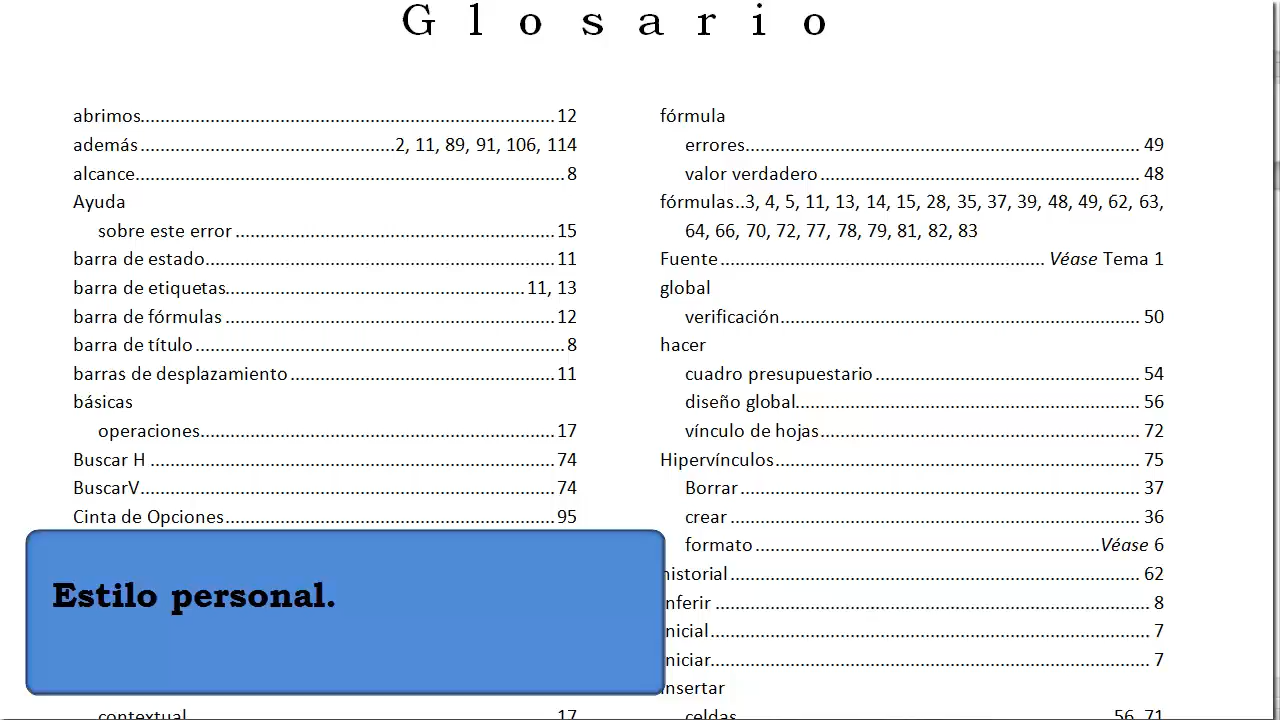 G l o s a r i o
abrimos 12
además 2, 11, 89, 91, 106, 114
alcance 8
Ayuda
sobre este error 15
barra de estado 11
barra de etiquetas 11, 13
barra de fórmulas 12
barra de título 8
barras de desplazamiento 11
básicas
operaciones 17
Buscar H 74
BuscarV 74
Cinta de Opciones 95
Estilo personal.
contextual 17
fórmula
errores 49
valor verdadero 48
fórmulas..3, 4, 5, 11, 13, 14, 15, 28, 35, 37, 39, 48, 49, 62, 63,
64, 66, 70, 72, 77, 78, 79, 81, 82, 83
Fuente Véase Tema 1
global
verificación 50
hacer
cuadro presupuestario 54
diseño global 56
vínculo de hojas 72
Hipervínculos 75
Borrar 37
crear 36
formato Véase 6
historial 62
inferir 8
inicial 7
iniciar 7
insertar
celdas 56, 71